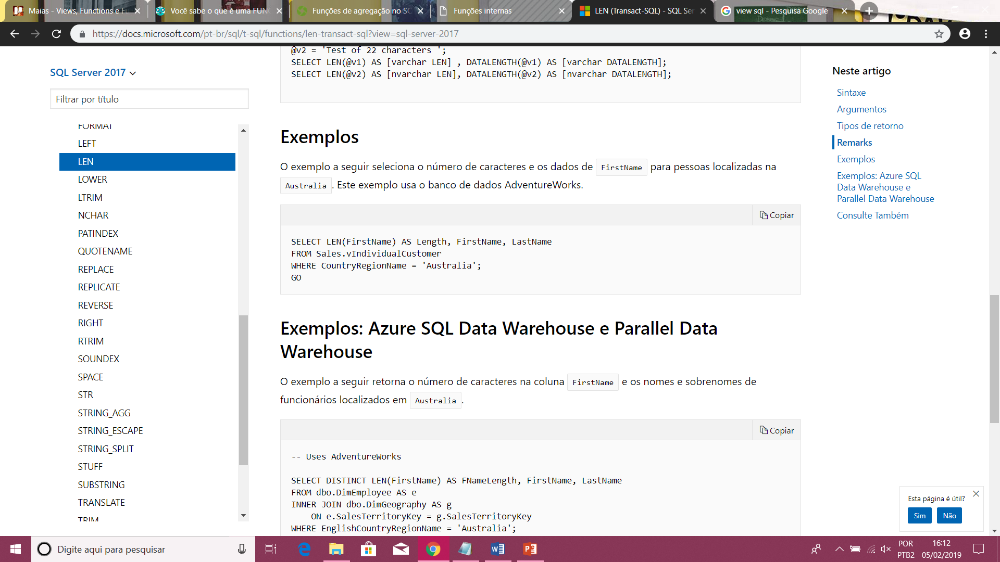 Maias - Views, Functions e Fu
Você sabe o que é uma FUN
Funções de agregação no SC
Funções internas
LEN (Transact-SQL) - SQL Ser
view sql - Pesquisa Google
https://docs.microsoft.com/pt-br/sql/t-sql/functions/len-transact-sql?view=sql-server-2017
SQL Server 2017
Filtrar por título
FORMAT
LEFT
LEN
LOWER
LTRIM
NCHAR
PATINDEX
QUOTENAME
REPLACE
REPLICATE
REVERSE
RIGHT
RTRIM
SOUNDEX
SPACE
STR
STRING_AGG
STRING_ESCAPE
STRING_SPLIT
STUFF
SUBSTRING
TRANSLATE
TRIM
@v2 = 'Test of 22 characters ';
SELECT LEN(@v1) AS [varchar LEN] , DATALENGTH(@v1) AS [varchar DATALENGTH];
SELECT LEN(@v2) AS [nvarchar LEN], DATALENGTH(@v2) AS [nvarchar DATALENGTH];
Exemplos
O exemplo a seguir seleciona o número de caracteres e os dados de FirstName para pessoas localizadas na
Australia . Este exemplo usa o banco de dados AdventureWorks.
Copiar
SELECT LEN(FirstName) AS Length, FirstName, LastName
FROM Sales.vIndividualCustomer
WHERE CountryRegionName = 'Australia';
GO
Exemplos: Azure SQL Data Warehouse e Parallel Data
Warehouse
O exemplo a seguir retorna o número de caracteres na coluna FirstName e os nomes e sobrenomes de
funcionários localizados em Australia .
Copiar
-- Uses AdventureWorks
SELECT DISTINCT LEN(FirstName) AS FNameLength, FirstName, LastName
FROM dbo.DimEmployee AS e
INNER JOIN dbo.DimGeography AS g
ON e.SalesTerritoryKey = g.SalesTerritoryKey
WHERE EnglishCountryRegionName = 'Australia';
Neste artigo
Sintaxe
Argumentos
Tipos de retorno
Remarks
Exemplos
Exemplos: Azure SQL
Data Warehouse e
Parallel Data Warehouse
Consulte Também
Esta página é útil?
Sim
Não
Digite aqui para pesquisar
POR
PTB2
16:12
05/02/2019